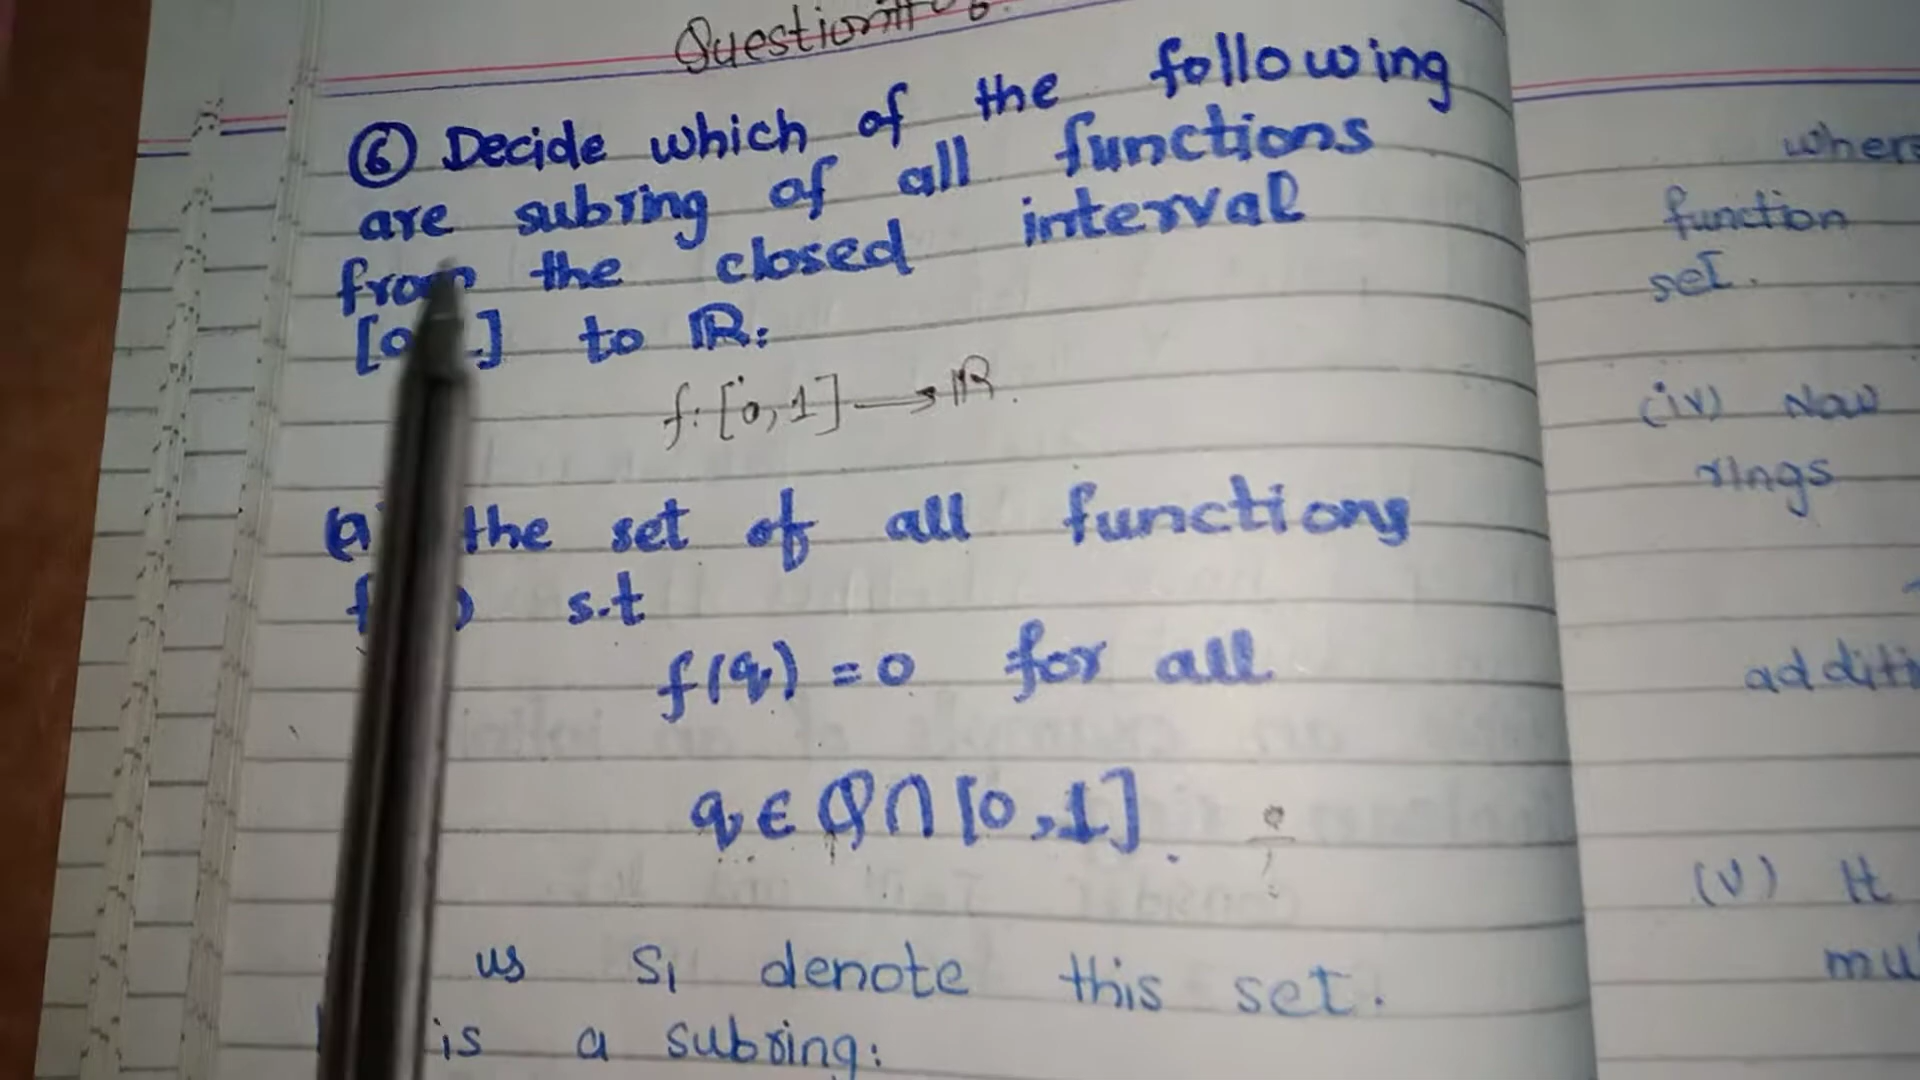 Question
⑥ Decide which of the following
are subring of all functions
from the closed interval
[0 ] to ℝ:
f:[0,1]→ℝ.
(a) the set of all functions
s.t
f(q) = 0 for all
q ∈ Q ∩ [0,1].
us S₁ denote this set.
is a subring:
where
function
set.
(iv) Now
rings
additi
(V) It
mu